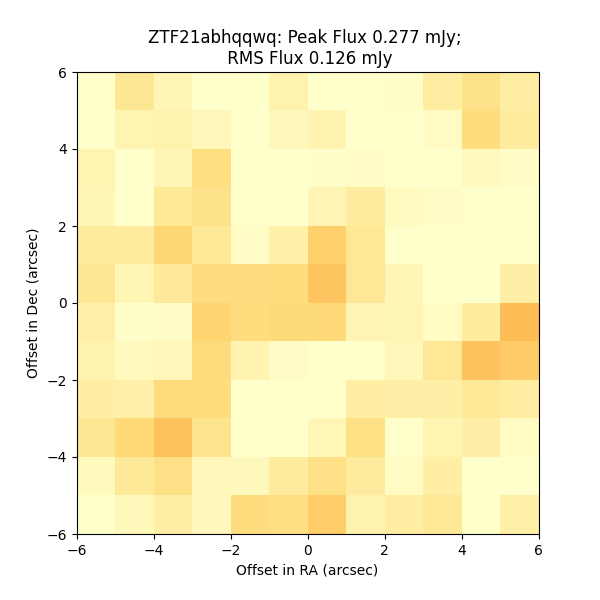 ZTF21abhqqwq: Peak Flux 0.277 mJy;
RMS Flux 0.126 mJy
6
4
2
0
−2
−4
−6
Offset in Dec (arcsec)
−6 −4 −2 0 2 4 6
Offset in RA (arcsec)